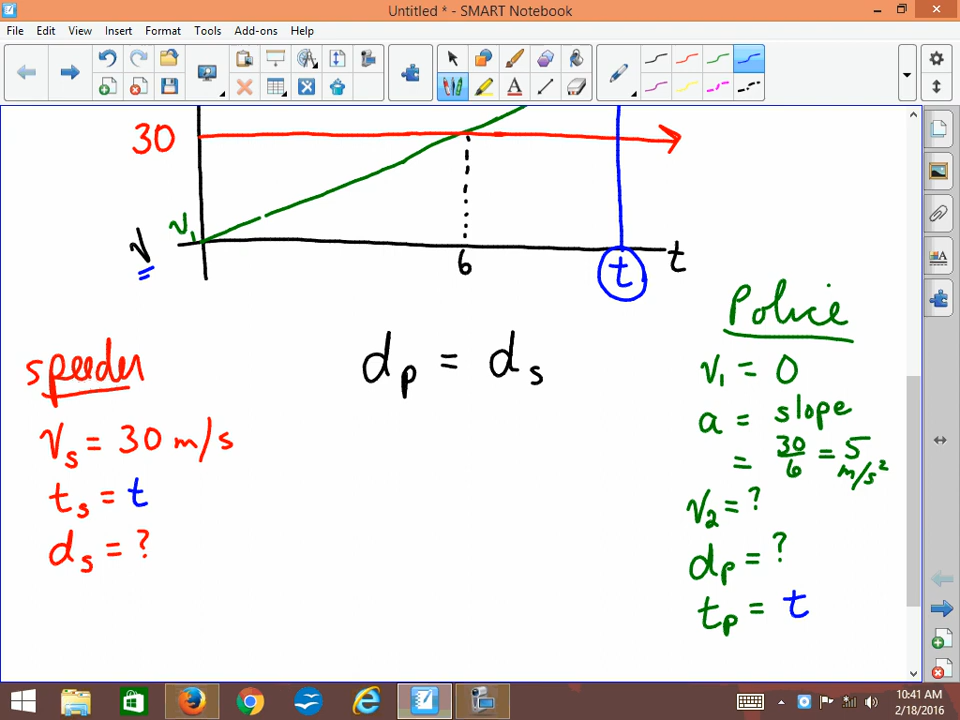 Untitled * - SMART Notebook
File Edit View Insert Format Tools Add-ons Help
30
v₁
v
6
t
t
Police
speeder
dp = ds
v₁ = 0
vs = 30 m/s
a = slope
= 30/6 = 5 m/s²
ts = t
v₂ = ?
ds = ?
dp = ?
tp = t
10:41 AM
2/18/2016